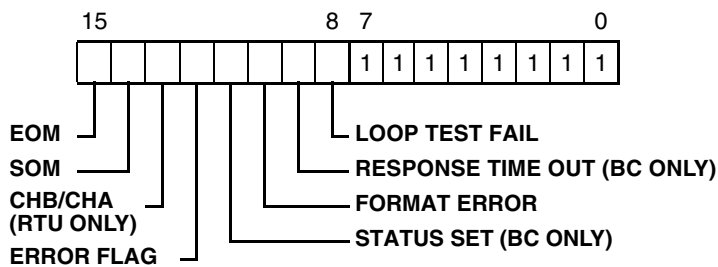 15 8 7 0
1 1 1 1 1 1 1 1
EOM LOOP TEST FAIL
SOM RESPONSE TIME OUT (BC ONLY)
CHB/CHA FORMAT ERROR
(RTU ONLY) STATUS SET (BC ONLY)
ERROR FLAG